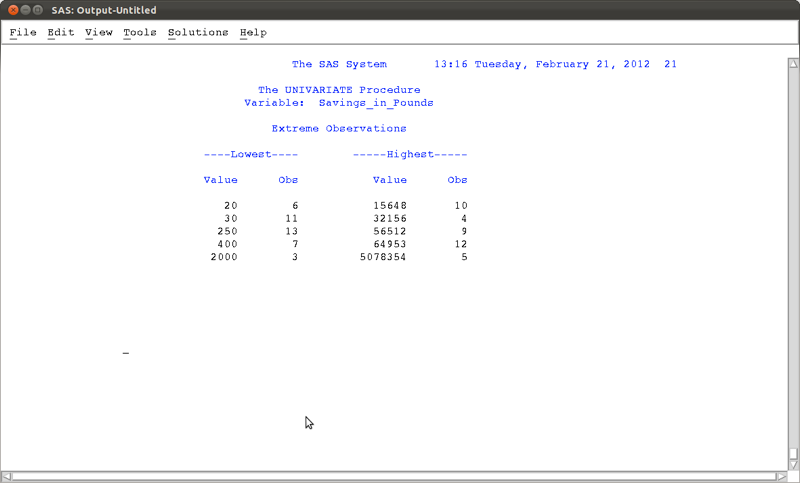 SAS: Output-Untitled
File Edit View Tools Solutions Help
The SAS System 13:16 Tuesday, February 21, 2012 21
The UNIVARIATE Procedure
Variable: Savings_in_Pounds
Extreme Observations
----Lowest---- -----Highest-----
Value Obs Value Obs
20 6 15648 10
30 11 32156 4
250 13 56512 9
400 7 64953 12
2000 3 5078354 5